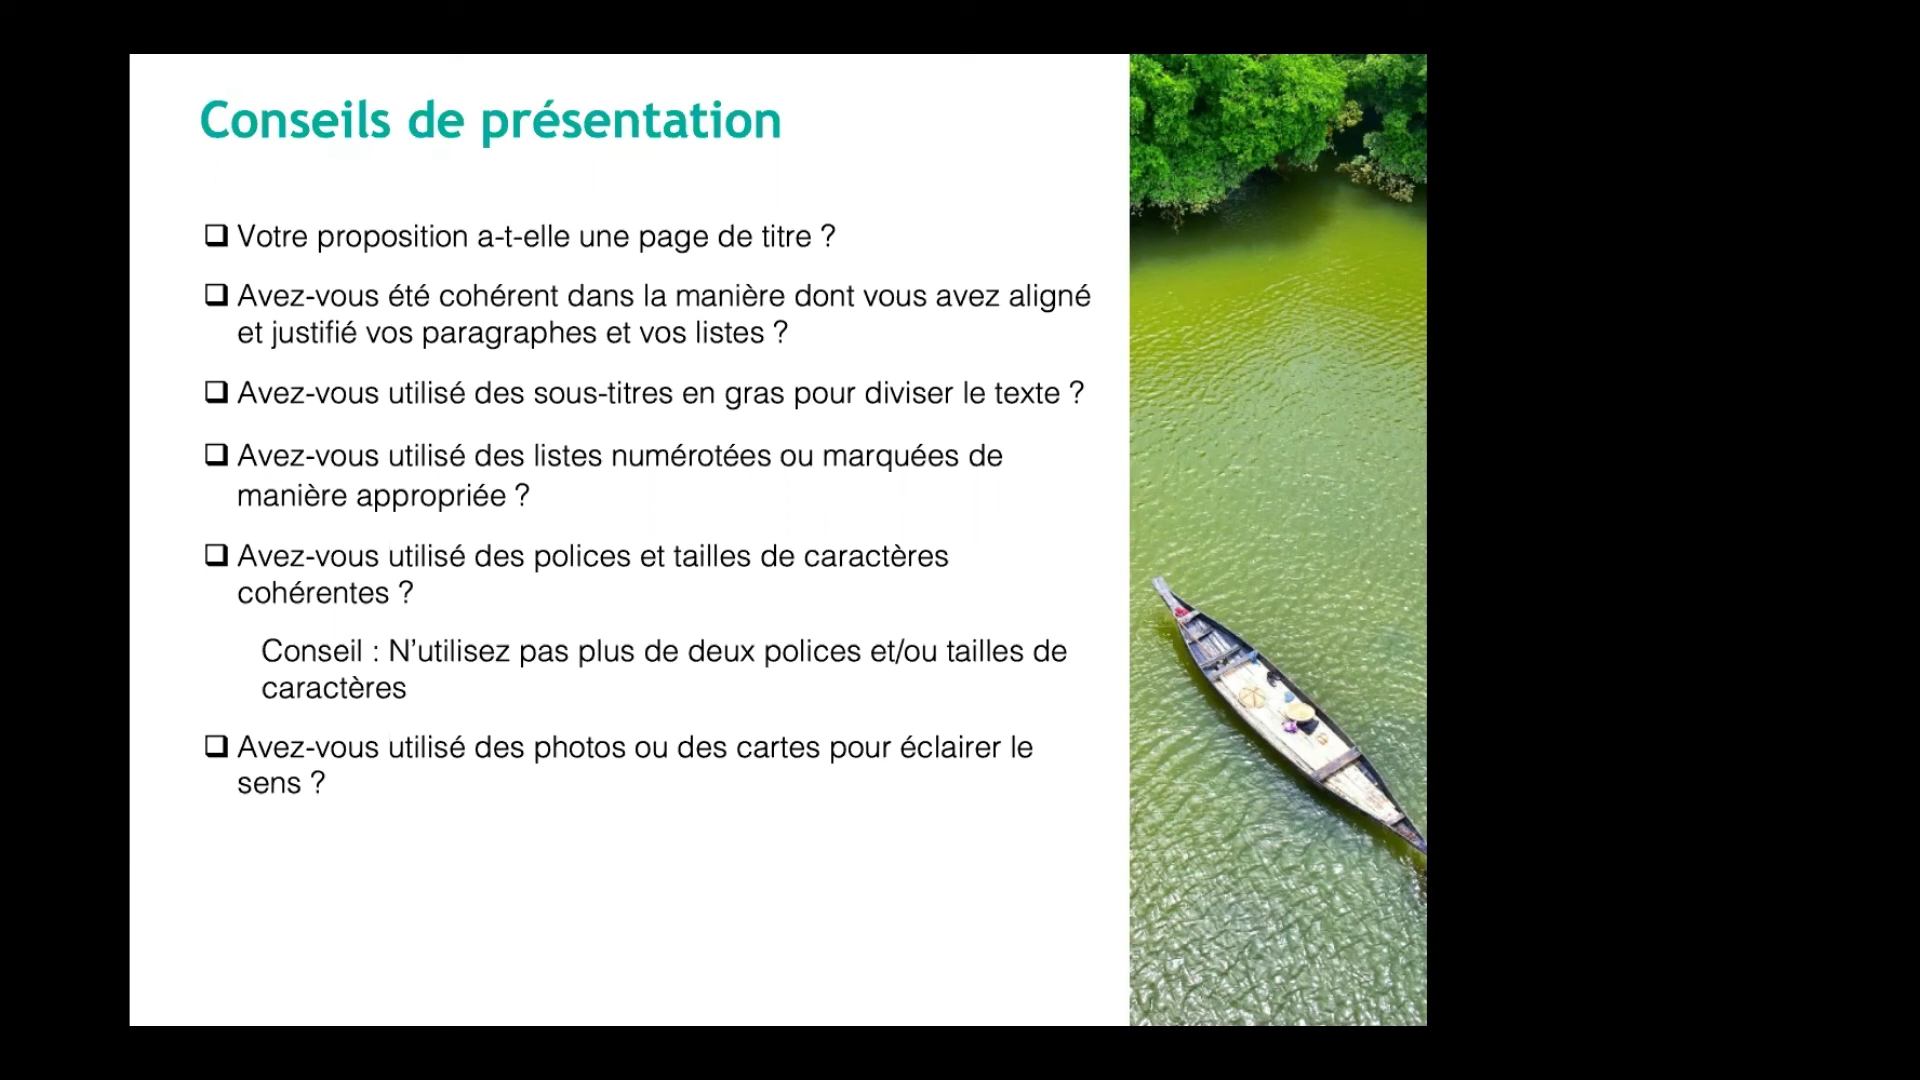 Conseils de présentation
Votre proposition a-t-elle une page de titre ?
Avez-vous été cohérent dans la manière dont vous avez aligné
et justifié vos paragraphes et vos listes ?
Avez-vous utilisé des sous-titres en gras pour diviser le texte ?
Avez-vous utilisé des listes numérotées ou marquées de
manière appropriée ?
Avez-vous utilisé des polices et tailles de caractères
cohérentes ?
Conseil : N’utilisez pas plus de deux polices et/ou tailles de
caractères
Avez-vous utilisé des photos ou des cartes pour éclairer le
sens ?